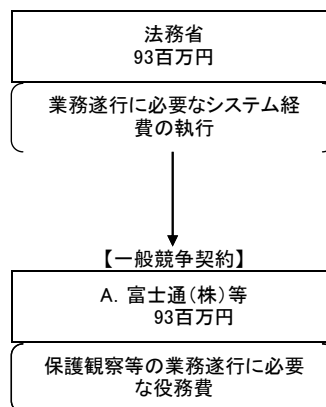 法務省
93百万円
業務遂行に必要なシステム経
費の執行
【一般競争契約】
A. 富士通(株)等
93百万円
保護観察等の業務遂行に必要
な役務費